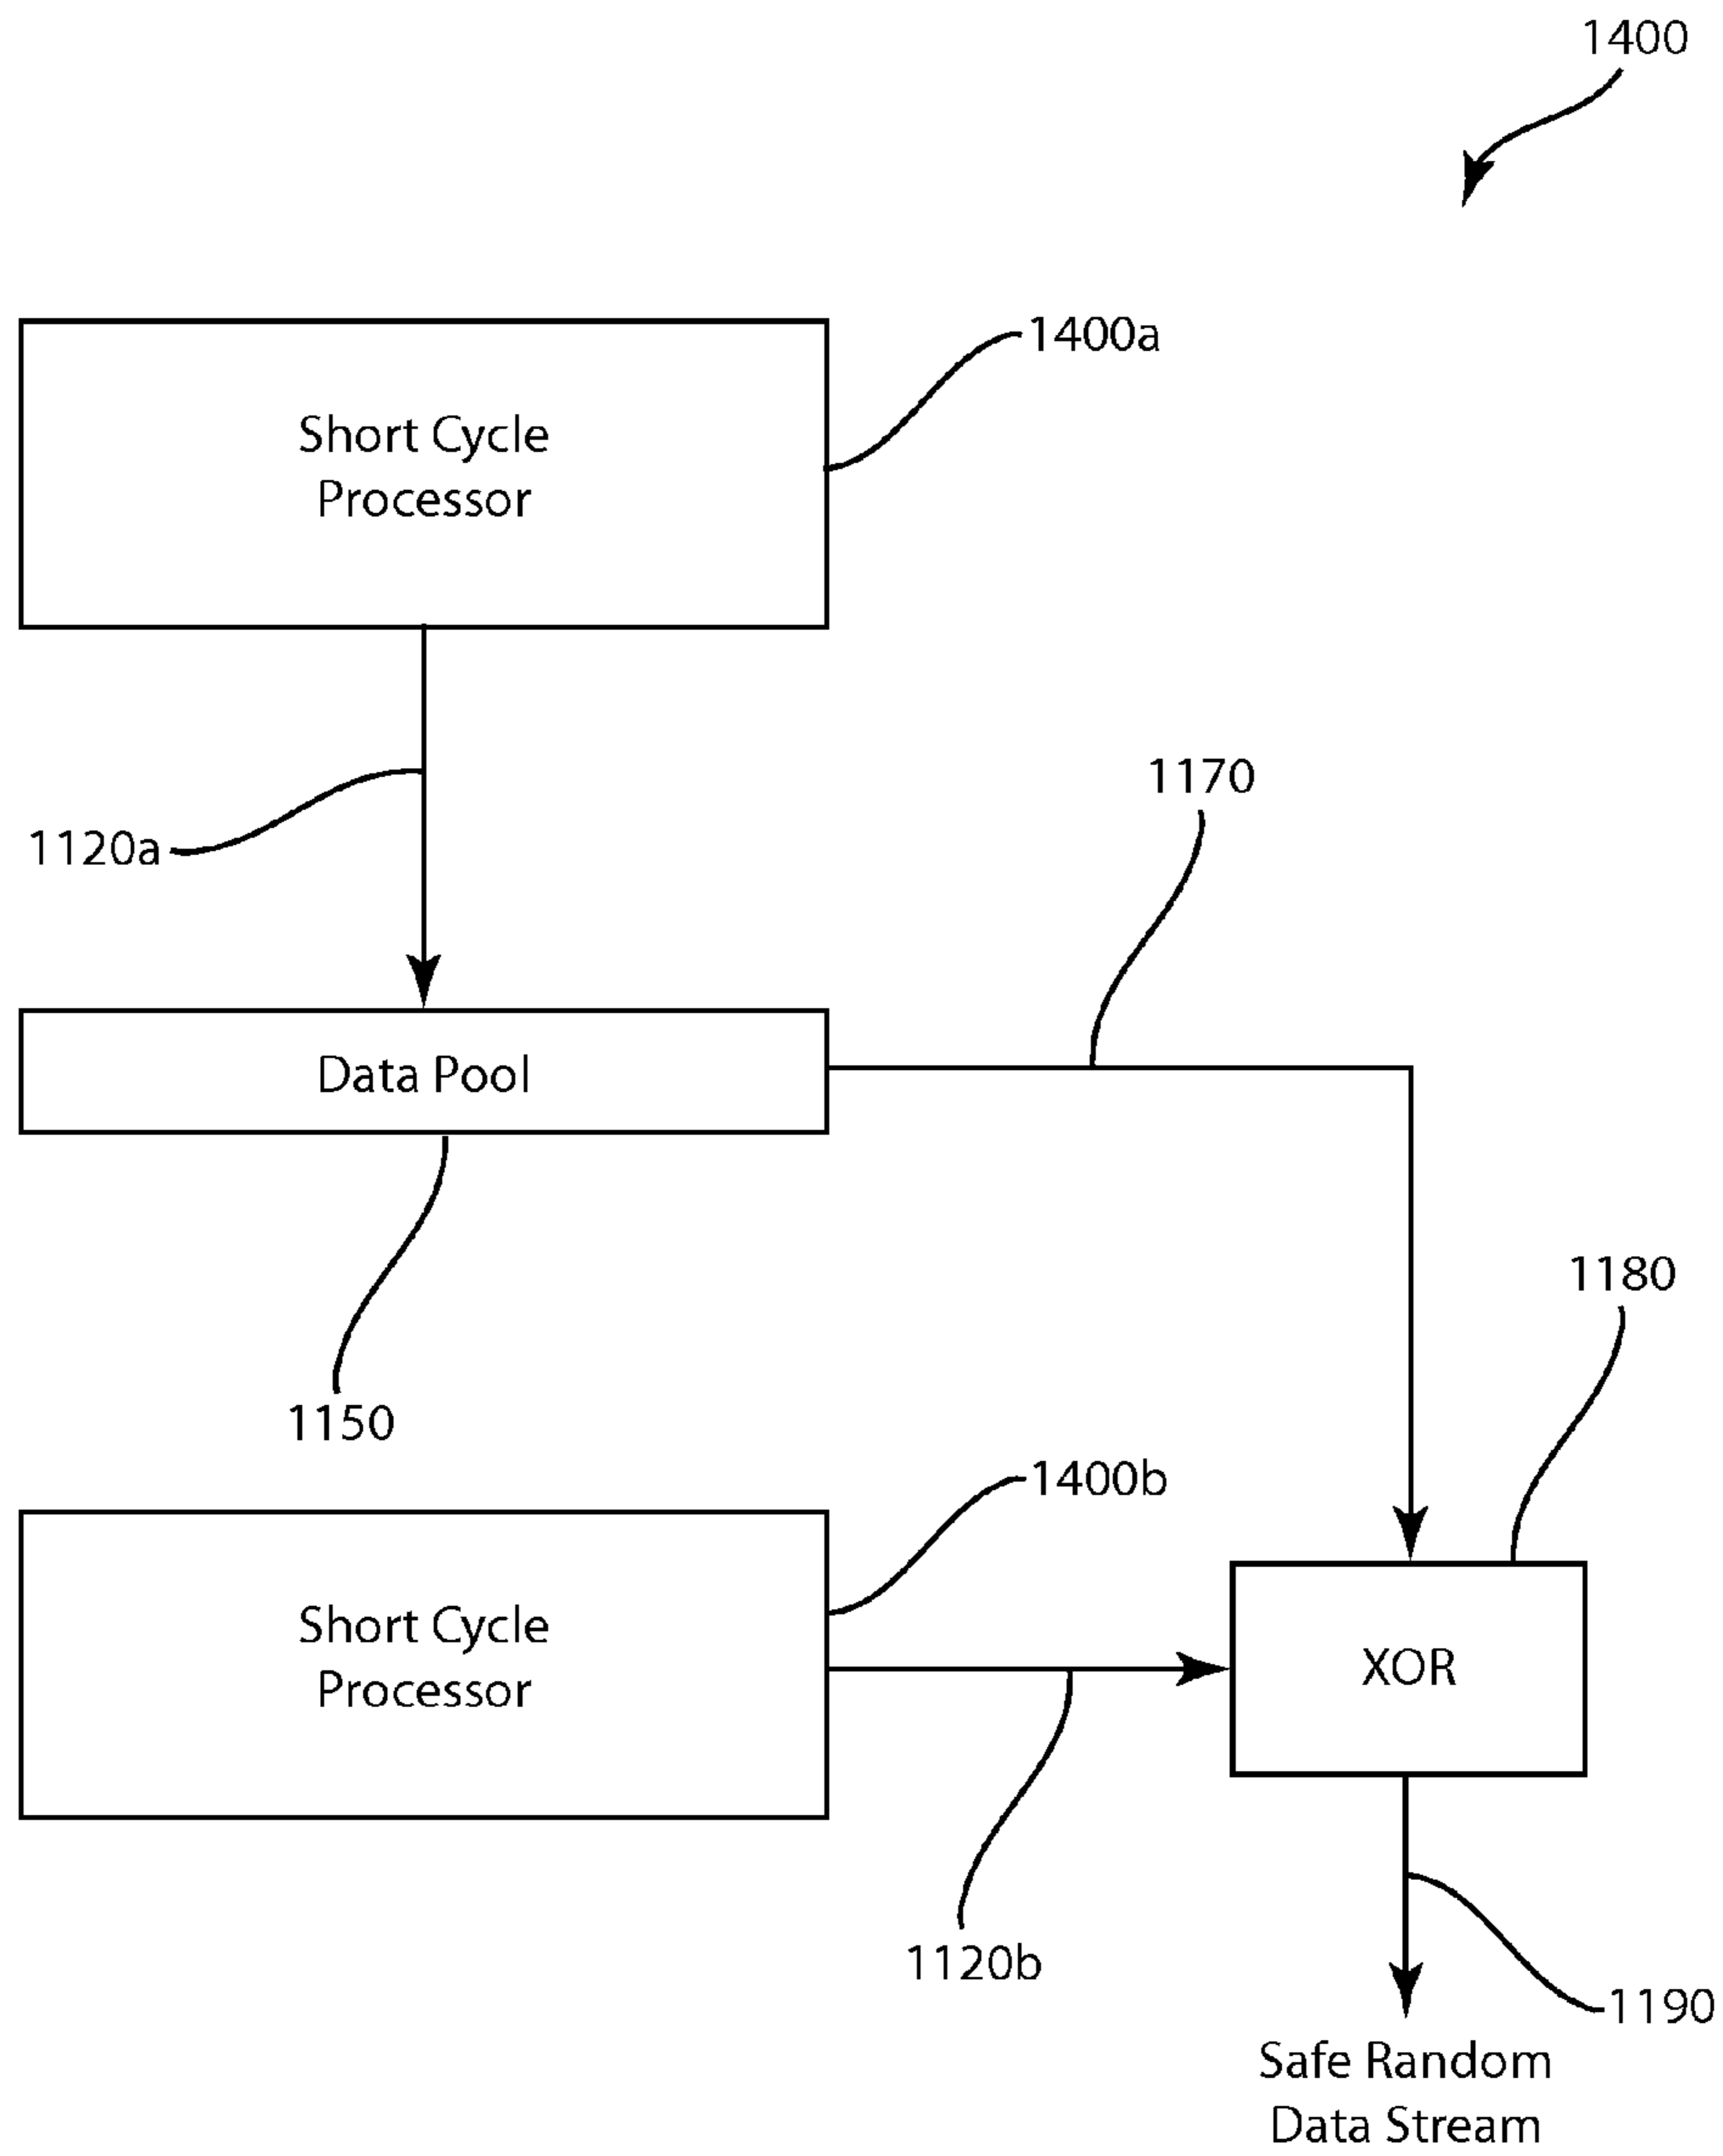 1400
1400a
Short Cycle
Processor
1170
1120a
Data Pool
1180
1150
1400b
Short Cycle
Processor
XOR
1120b
1190
Safe Random
Data Stream